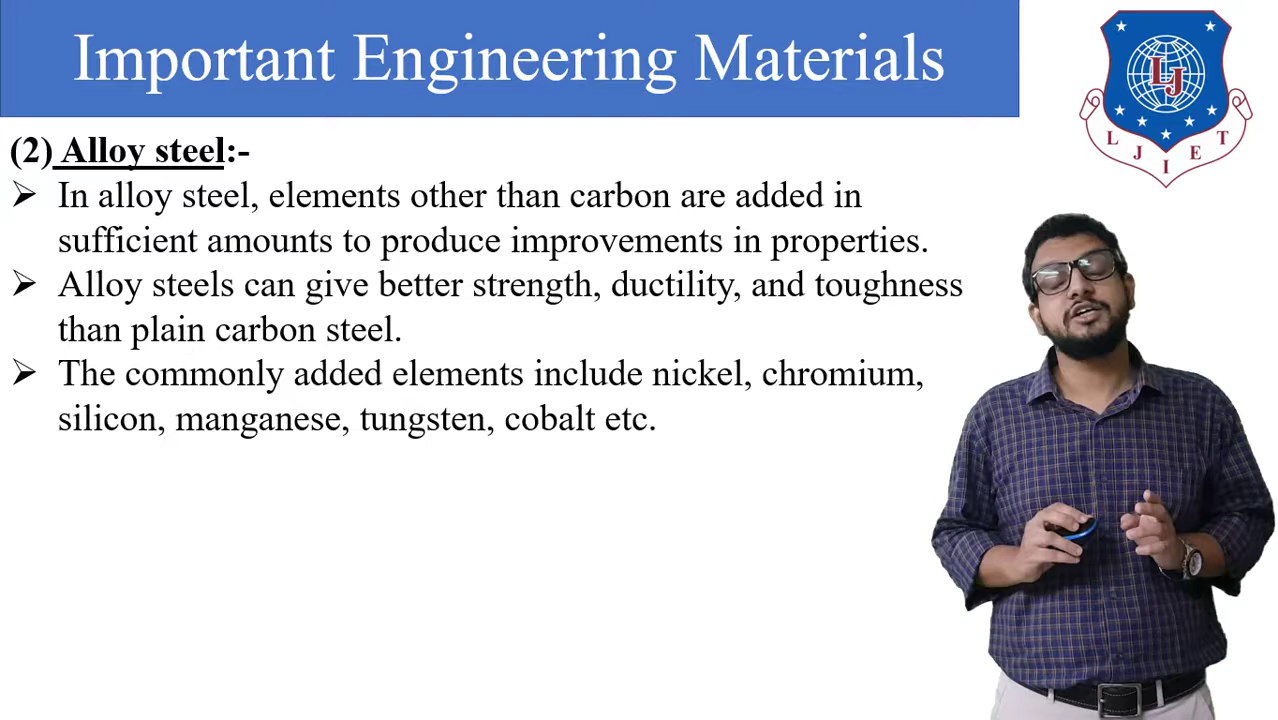 Important Engineering Materials
(2) Alloy steel:-
➢ In alloy steel, elements other than carbon are added in
sufficient amounts to produce improvements in properties.
➢ Alloy steels can give better strength, ductility, and toughness
than plain carbon steel.
➢ The commonly added elements include nickel, chromium,
silicon, manganese, tungsten, cobalt etc.
LJ
L J I E T